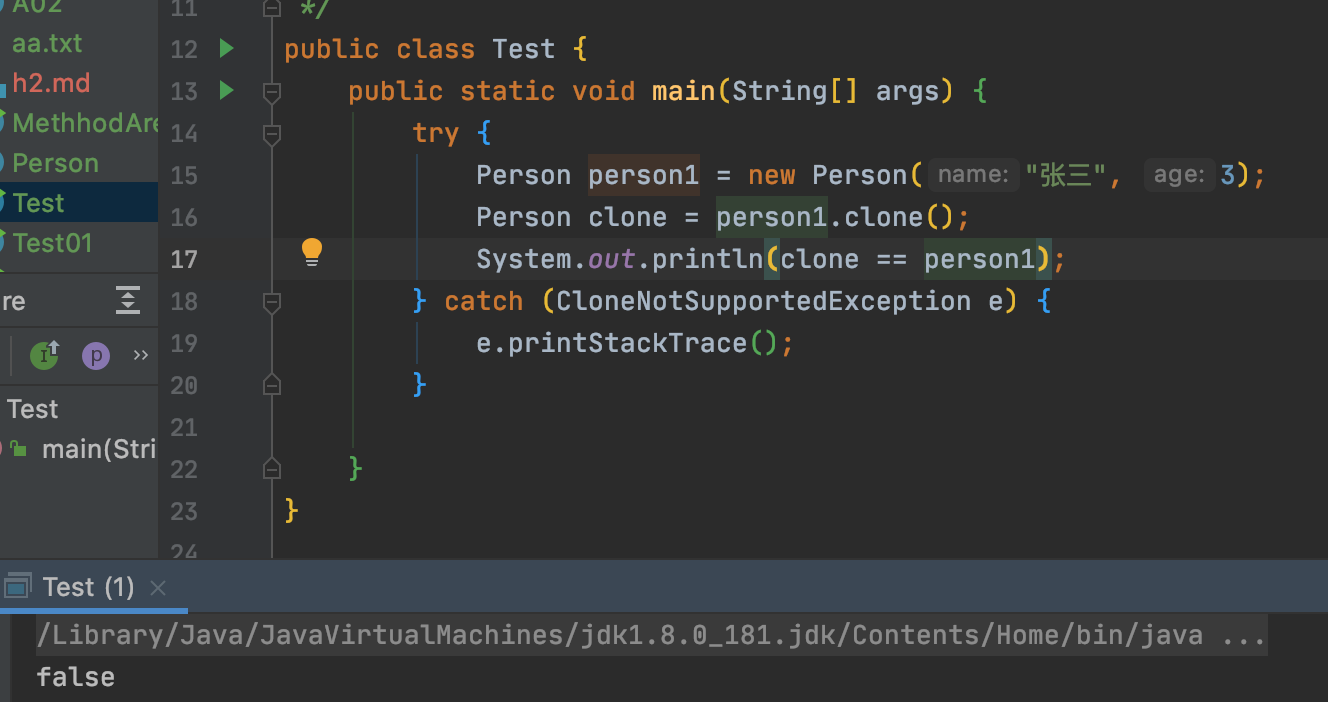 A02
aa.txt
h2.md
MethhodAre
Person
Test
Test01
re
I p »
Test
main(Stri
11 */
12 public class Test {
13 public static void main(String[] args) {
14 try {
15 Person person1 = new Person( name: "张三", age: 3);
16 Person clone = person1.clone();
17 System.out.println(clone == person1);
18 } catch (CloneNotSupportedException e) {
19 e.printStackTrace();
20 }
21
22 }
23 }
24
Test (1) ×
/Library/Java/JavaVirtualMachines/jdk1.8.0_181.jdk/Contents/Home/bin/java ...
false